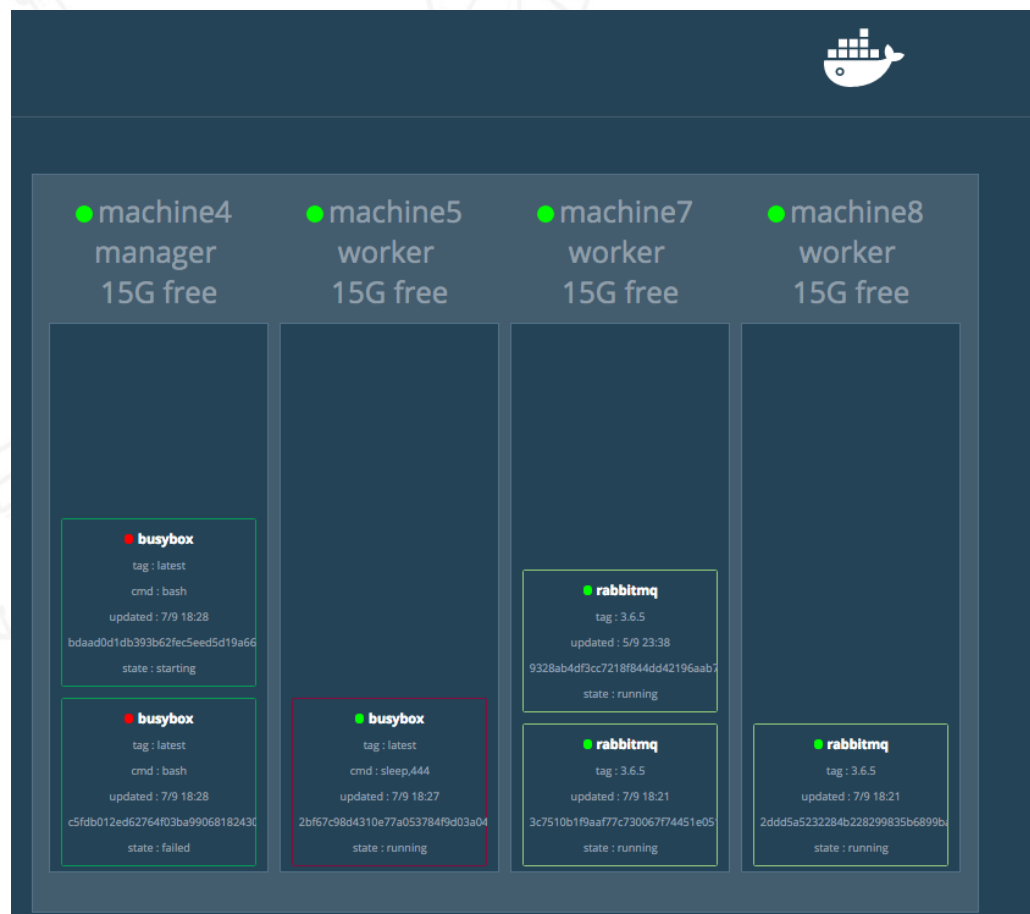 machine4
manager
15G free
machine5
worker
15G free
machine7
worker
15G free
machine8
worker
15G free
busybox
tag : latest
cmd : bash
updated : 7/9 18:28
bdaad0d1db393b62fec5eed5d19a66
state : starting
busybox
tag : latest
cmd : bash
updated : 7/9 18:28
c5fdb012ed62764f03ba99068182430
state : failed
busybox
tag : latest
cmd : sleep,444
updated : 7/9 18:27
2bf67c98d4310e77a053784f9d03a04
state : running
rabbitmq
tag : 3.6.5
updated : 5/9 23:38
9328ab4df3cc7218f844dd42196aab7
state : running
rabbitmq
tag : 3.6.5
updated : 7/9 18:21
3c7510b1f9aaf77c730067f74451e051
state : running
rabbitmq
tag : 3.6.5
updated : 7/9 18:21
2ddd5a5232284b228299835b6899ba
state : running